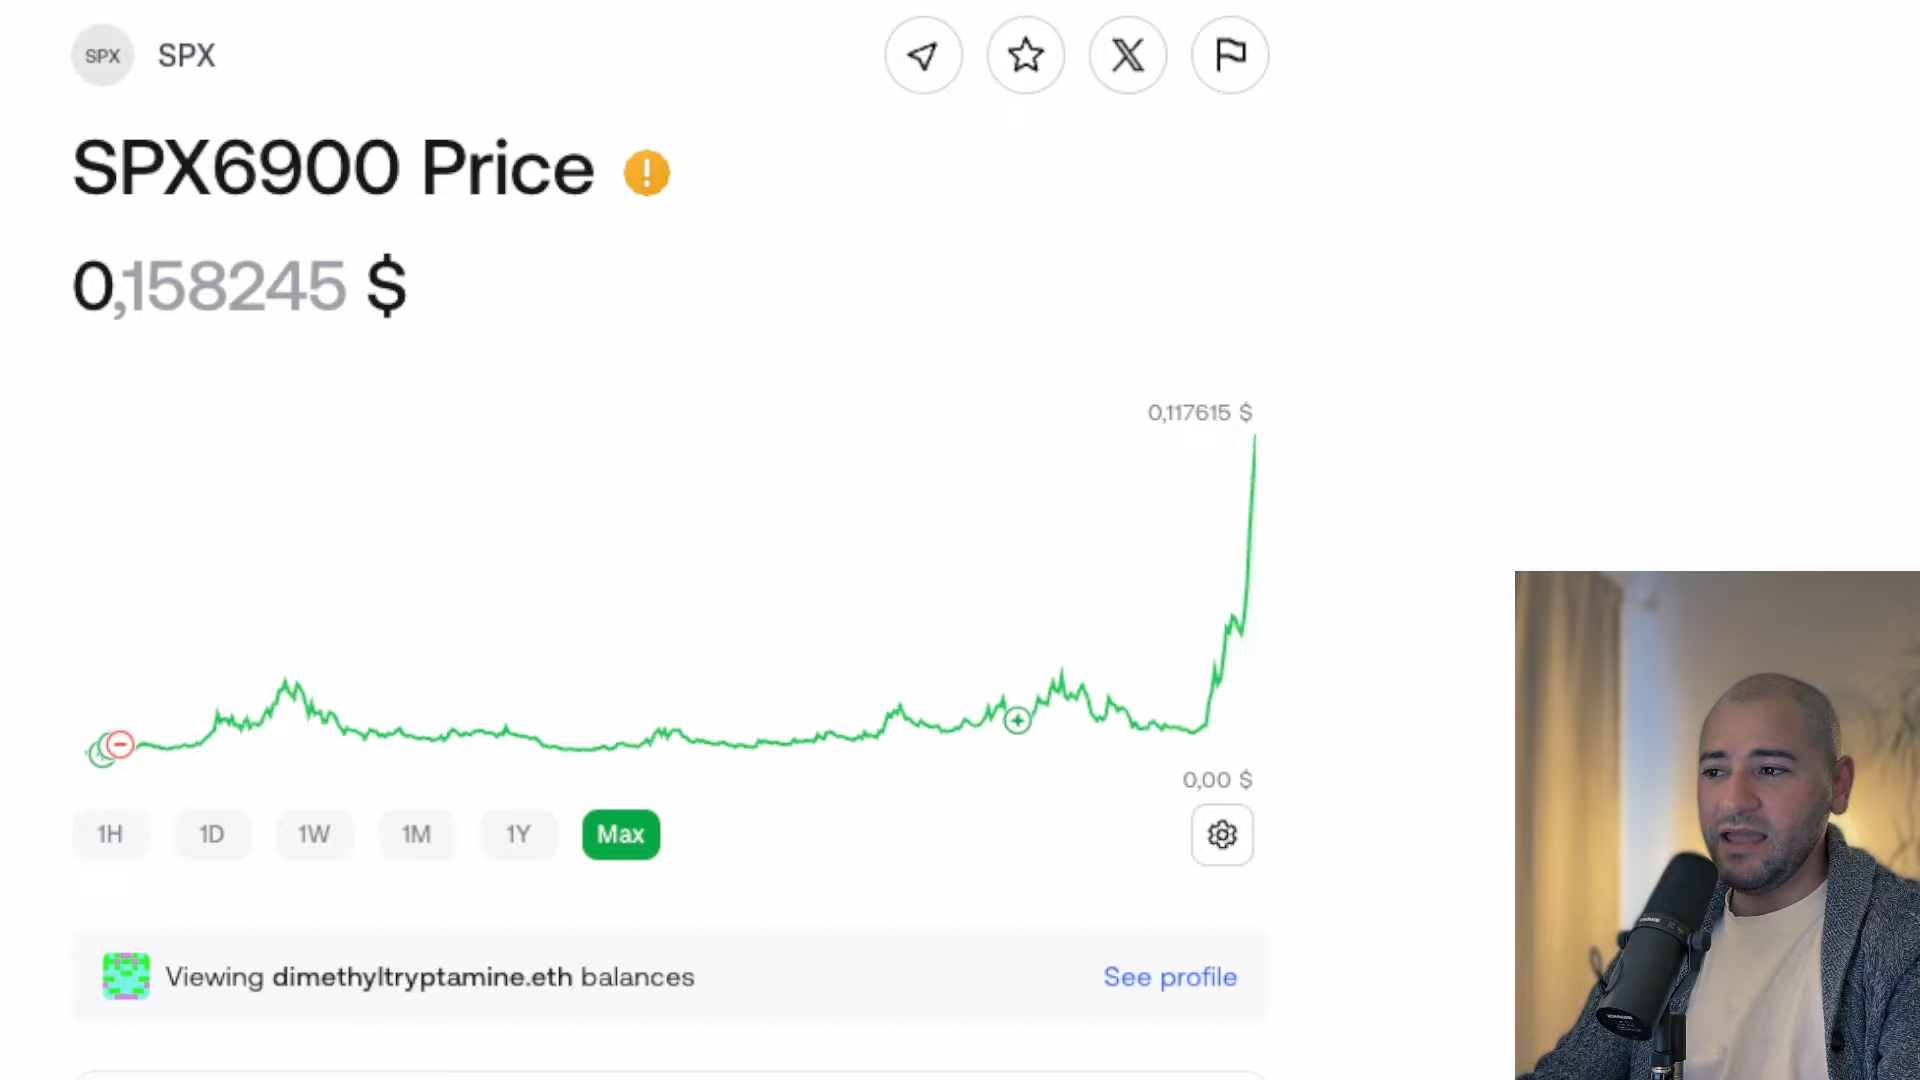 SPX SPX
SPX6900 Price !
0,158245 $
0,117615 $
0,00 $
1H 1D 1W 1M 1Y Max
Viewing dimethyltryptamine.eth balances See profile